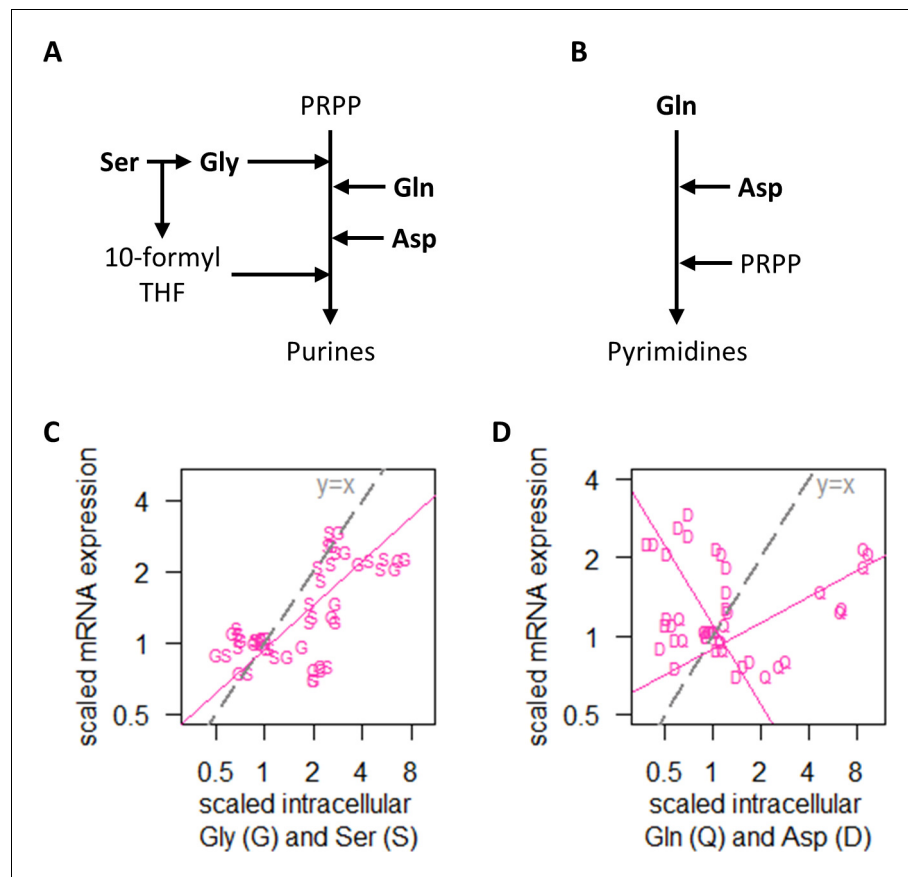 A
PRPP
Ser
Gly
Gln
Asp
10-formyl
THF
Purines
B
Gln
Asp
PRPP
Pyrimidines
C
scaled mRNA expression
4
2
1
0.5
y=x
0.5 1 2 4 8
scaled intracellular
Gly (G) and Ser (S)
D
scaled mRNA expression
4
2
1
0.5
y=x
0.5 1 2 4 8
scaled intracellular
Gln (Q) and Asp (D)